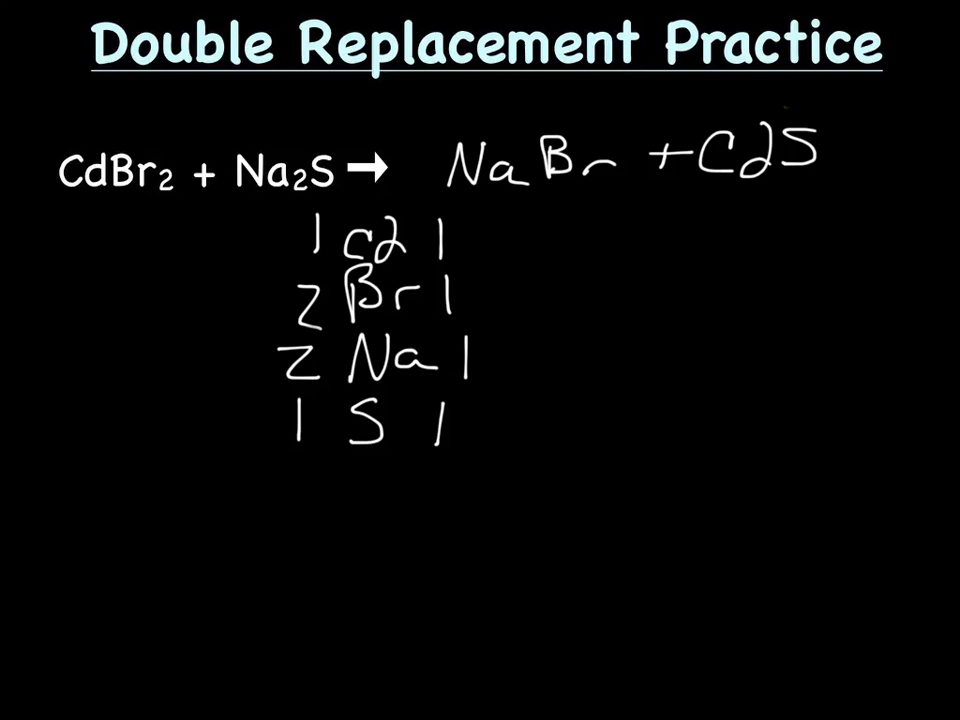 Double Replacement Practice
CdBr₂ + Na₂S → NaBr + CdS
1 Cd 1
2 Br 1
2 Na 1
1 S 1